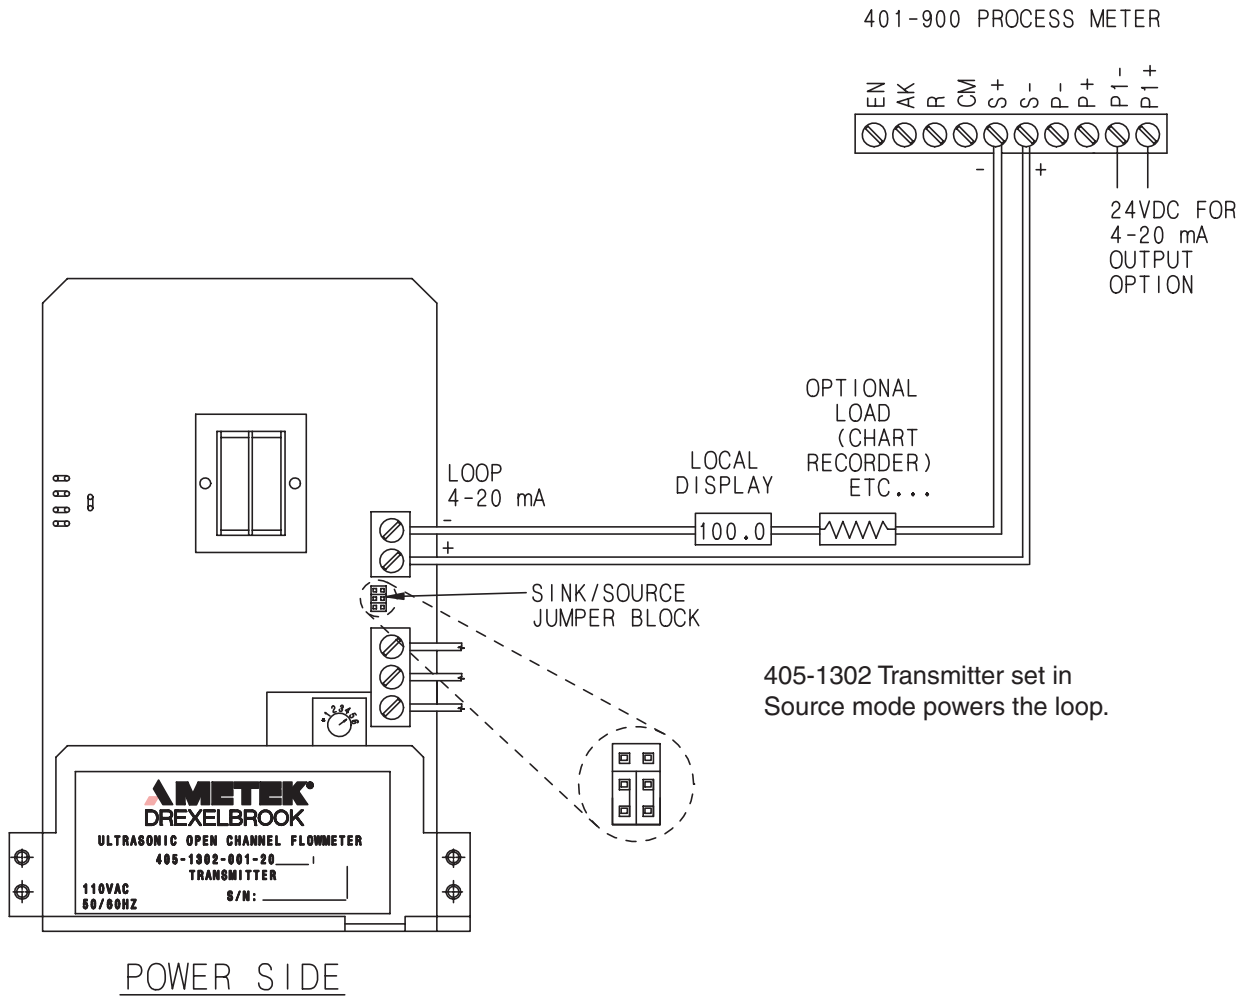 401-900 PROCESS METER
EN
AK
R
CM
S+
S-
P-
P+
P1-
P1+
- +
24VDC FOR
4-20 mA
OUTPUT
OPTION
OPTIONAL
LOAD
(CHART
RECORDER)
ETC...
LOCAL
DISPLAY
100.0
LOOP
4-20 mA
-
+
SINK/SOURCE
JUMPER BLOCK
405-1302 Transmitter set in
Source mode powers the loop.
*123456
AMETEK®
DREXELBROOK
ULTRASONIC OPEN CHANNEL FLOWMETER
405-1302-001-20____
TRANSMITTER
110VAC
50/60HZ
S/N: ________
POWER SIDE